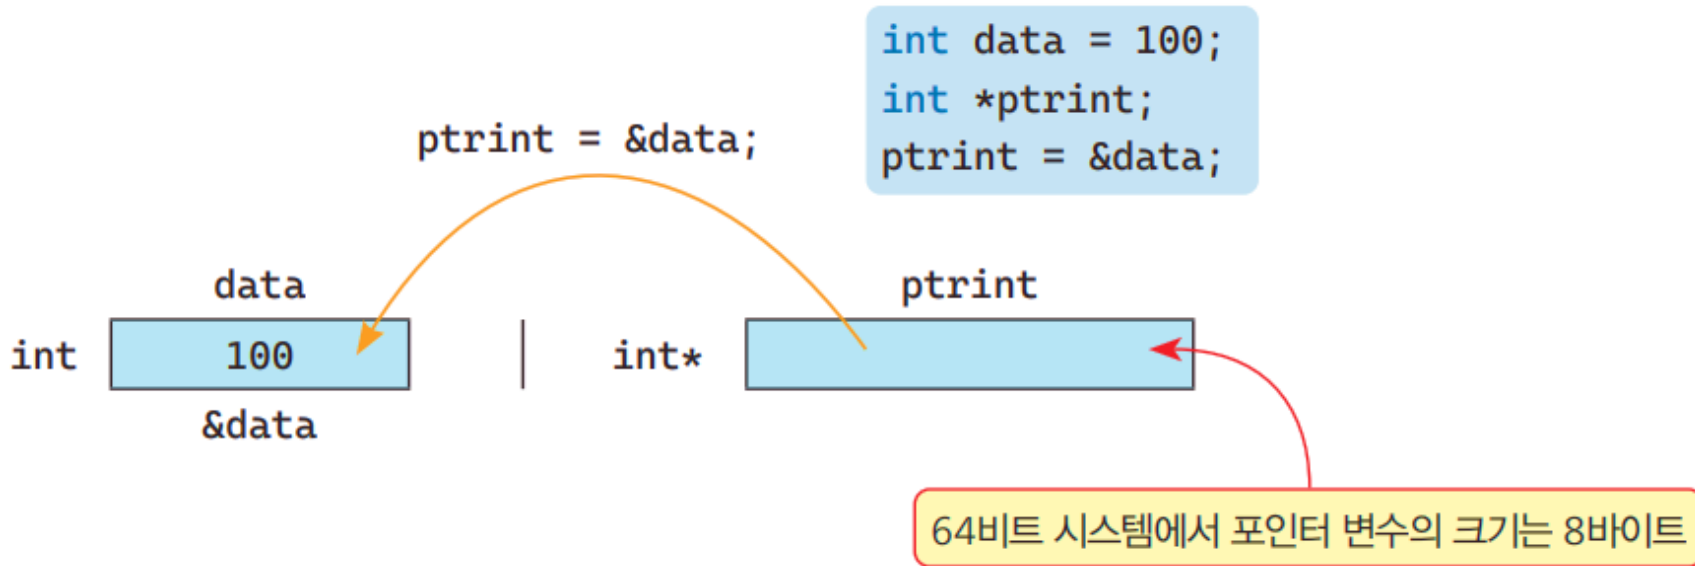 int data = 100;
int *ptrint;
ptrint = &data;
ptrint = &data;
data
ptrint
int
100
int*
&data
64비트 시스템에서 포인터 변수의 크기는 8바이트